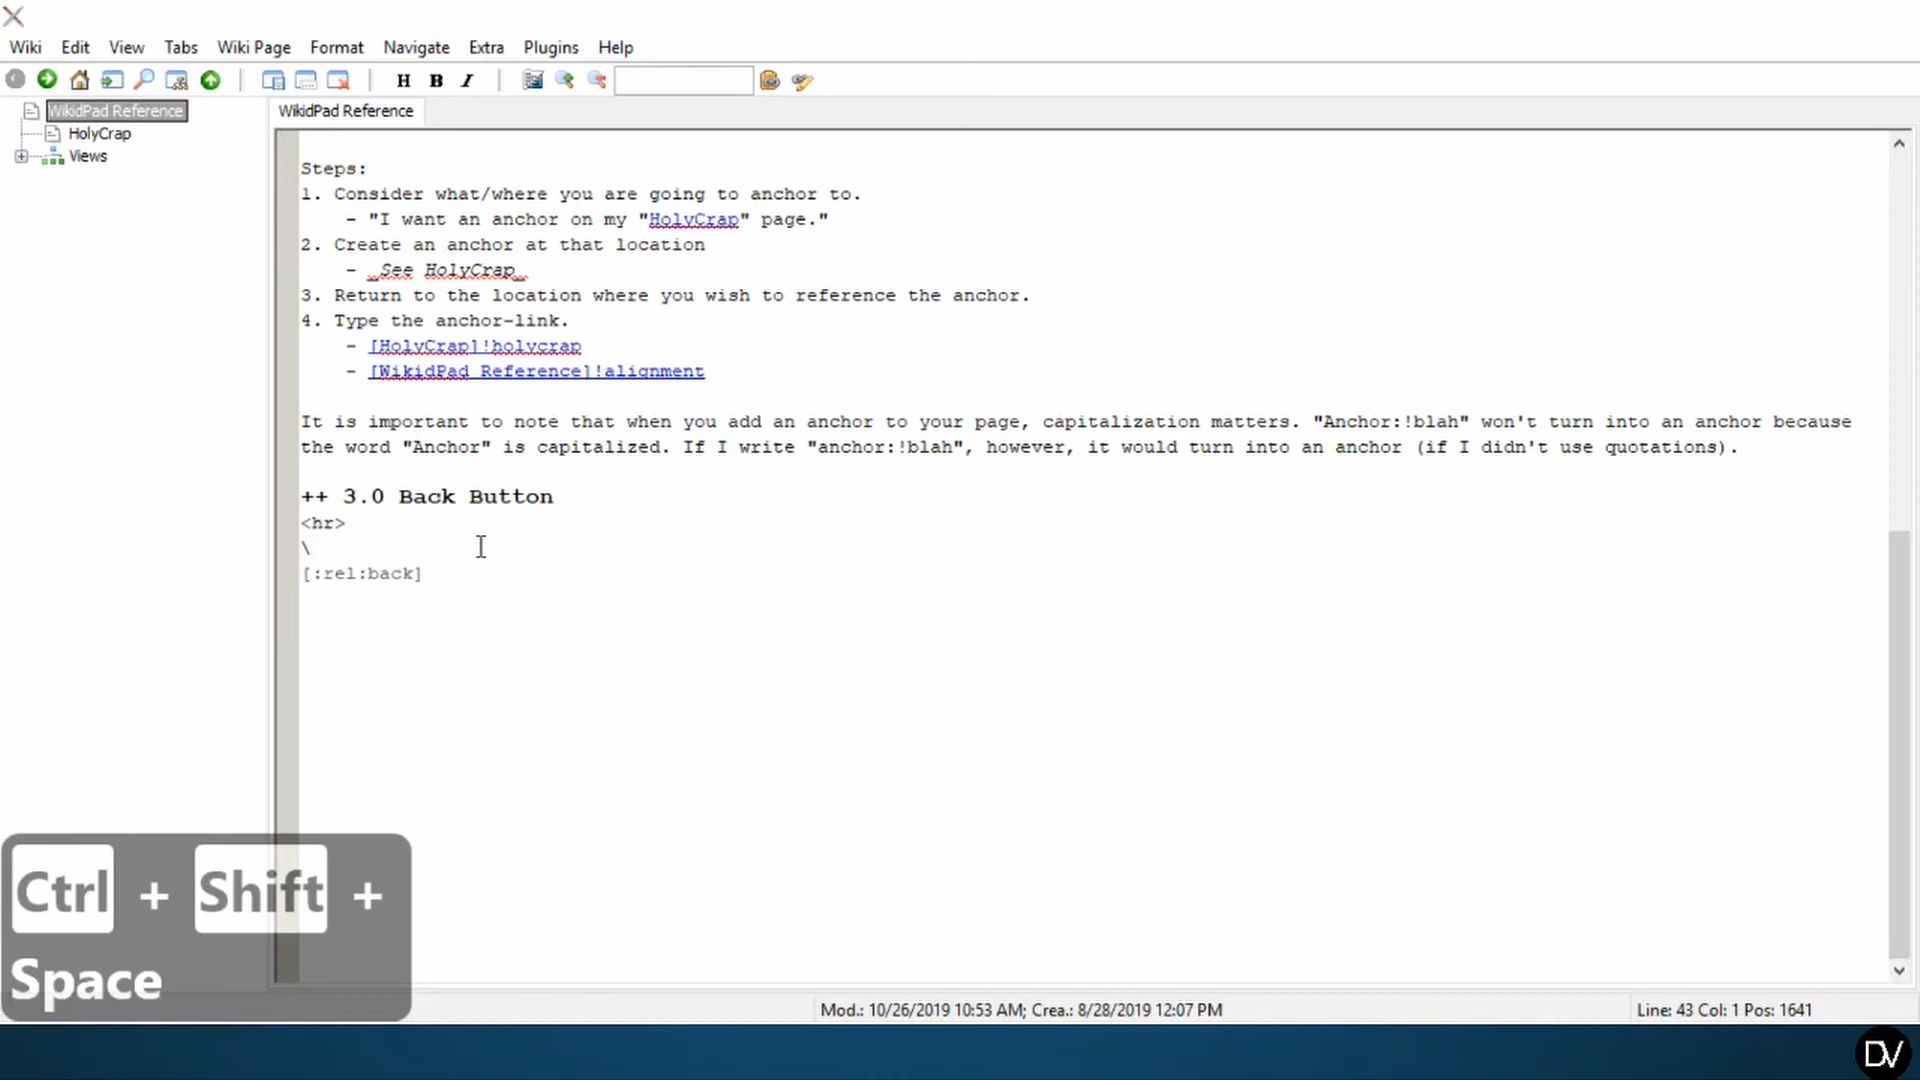 Wiki Edit View Tabs Wiki Page Format Navigate Extra Plugins Help
H B I
WikidPad Reference
HolyCrap
Views
WikidPad Reference
Steps:
1. Consider what/where you are going to anchor to.
- "I want an anchor on my "HolyCrap" page."
2. Create an anchor at that location
- _See HolyCrap_
3. Return to the location where you wish to reference the anchor.
4. Type the anchor-link.
- [HolyCrap]!holycrap
- [WikidPad Reference]!alignment
It is important to note that when you add an anchor to your page, capitalization matters. "Anchor:!blah" won't turn into an anchor because
the word "Anchor" is capitalized. If I write "anchor:!blah", however, it would turn into an anchor (if I didn't use quotations).
++ 3.0 Back Button
<hr>
\
[:rel:back]
Ctrl + Shift +
Space
Mod.: 10/26/2019 10:53 AM; Crea.: 8/28/2019 12:07 PM
Line: 43 Col: 1 Pos: 1641
DV